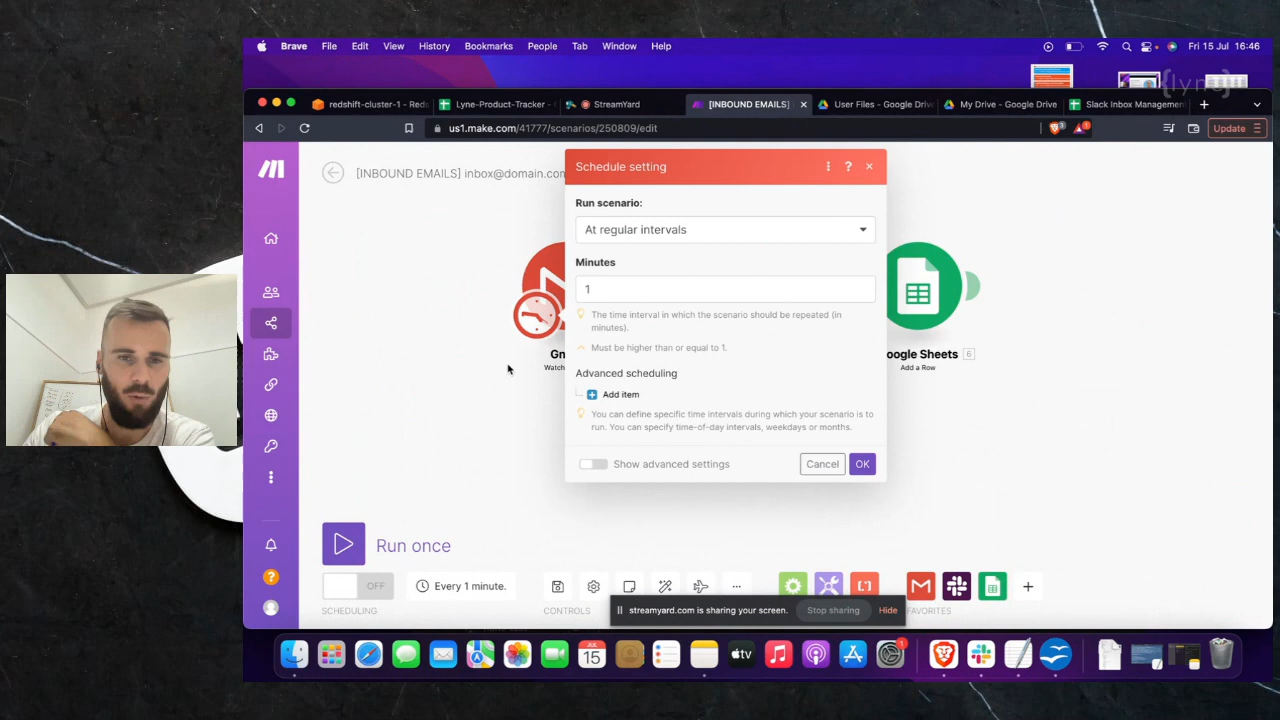 {lyne}
Brave File Edit View History Bookmarks People Tab Window Help
Fri 15 Jul 16:46
redshift-cluster-1 - Reds
Lyne-Product-Tracker -
StreamYard
[INBOUND EMAILS]
User Files - Google Drive
My Drive - Google Drive
Slack Inbox Management
us1.make.com/41777/scenarios/250809/edit
Update
[INBOUND EMAILS] inbox@domain.com
Schedule setting
Run scenario:
At regular intervals
Minutes
1
The time interval in which the scenario should be repeated (in
minutes).
Must be higher than or equal to 1.
Advanced scheduling
Add item
You can define specific time intervals during which your scenario is to
run. You can specify time-of-day intervals, weekdays or months.
Show advanced settings
Cancel
OK
Gm
Watch
oogle Sheets 6
Add a Row
Run once
OFF
Every 1 minute.
SCHEDULING
CONTROLS
FAVORITES
streamyard.com is sharing your screen.
Stop sharing
Hide
JUL
15
tv
1